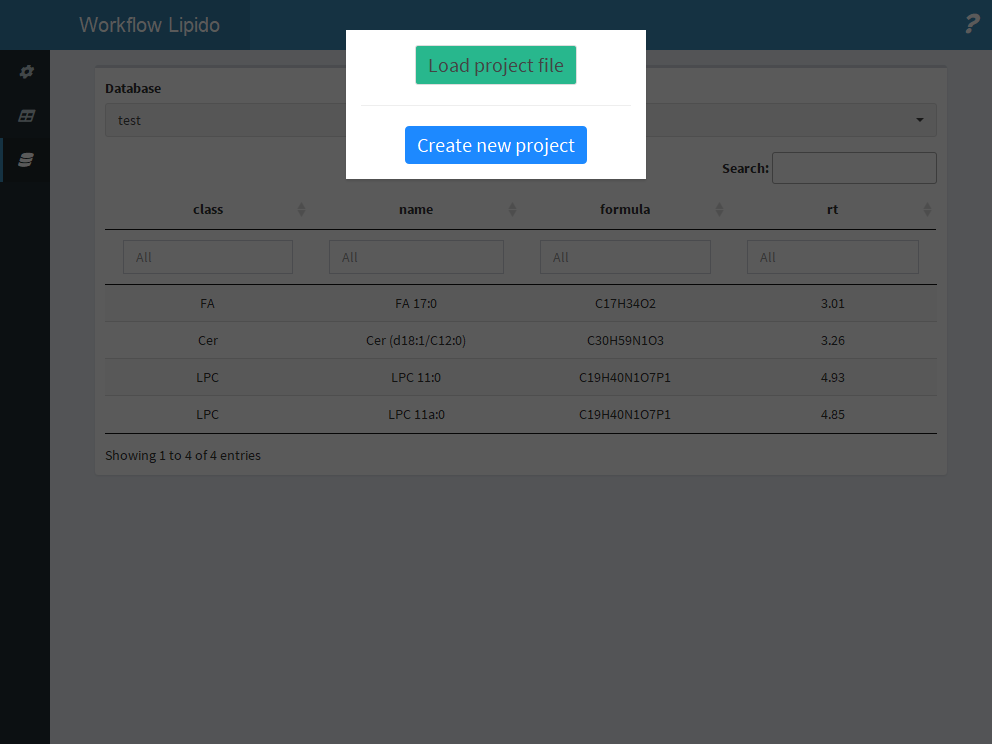 Workflow Lipido
?
Load project file
Create new project
Database
test
Search:
class name formula rt
All All All All
FA FA 17:0 C17H34O2 3.01
Cer Cer (d18:1/C12:0) C30H59N1O3 3.26
LPC LPC 11:0 C19H40N1O7P1 4.93
LPC LPC 11a:0 C19H40N1O7P1 4.85
Showing 1 to 4 of 4 entries